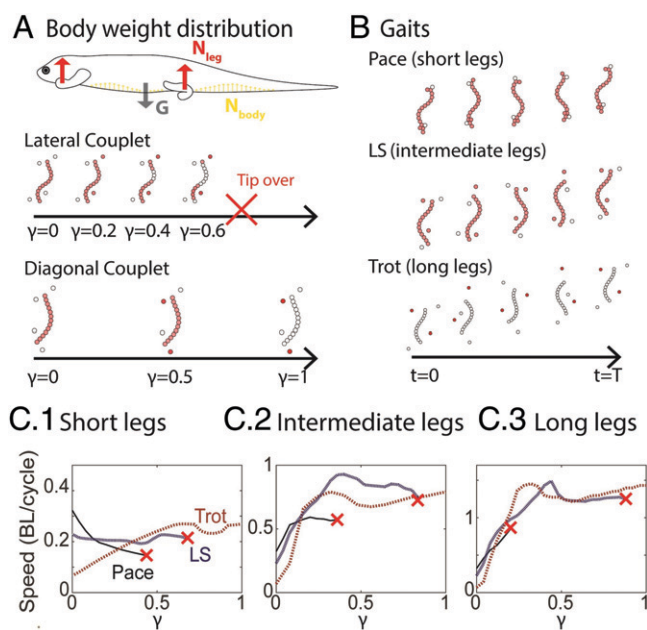 A Body weight distribution
N_leg
G
N_body
Lateral Couplet
Tip over
γ=0 γ=0.2 γ=0.4 γ=0.6
Diagonal Couplet
γ=0 γ=0.5 γ=1
B Gaits
Pace (short legs)
LS (intermediate legs)
Trot (long legs)
t=0 t=T
C.1 Short legs
Speed (BL/cycle)
0.4
0.2
0
0 0.5 1
γ
Trot
LS
Pace
C.2 Intermediate legs
1
0.5
0
0 0.5 1
γ
C.3 Long legs
1
0
0 0.5 1
γ